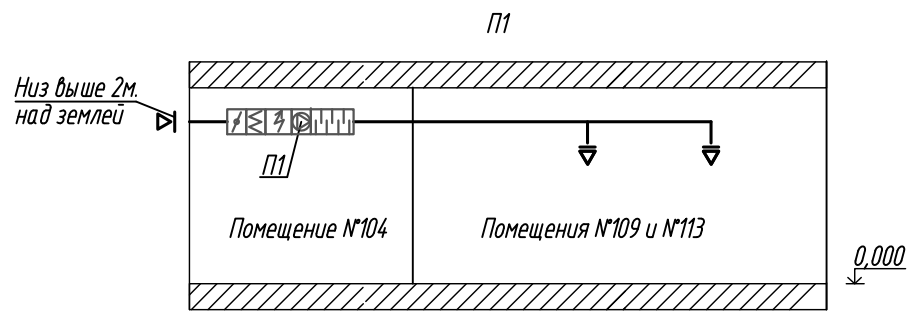 П1
Низ выше 2м.
над землей
П1
Помещение №104
Помещения №109 и №113
0,000